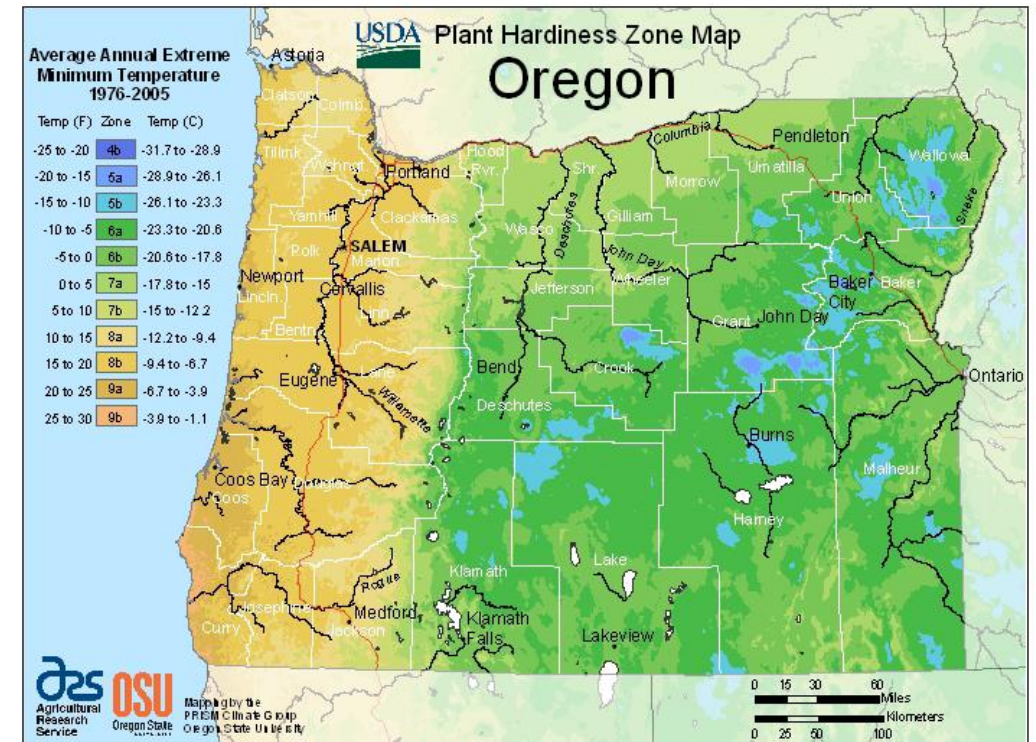 USDA Plant Hardiness Zone Map
Oregon
Average Annual Extreme
Minimum Temperature
1976-2005
Temp (F) Zone Temp (C)
-25 to -20 4b -31.7 to -28.9
-20 to -15 5a -28.9 to -26.1
-15 to -10 5b -26.1 to -23.3
-10 to -5 6a -23.3 to -20.6
-5 to 0 6b -20.6 to -17.8
0 to 5 7a -17.8 to -15
5 to 10 7b -15 to -12.2
10 to 15 8a -12.2 to -9.4
15 to 20 8b -9.4 to -6.7
20 to 25 9a -6.7 to -3.9
25 to 30 9b -3.9 to -1.1
Astoria
Clatsop
Colmb.
Tillmk.
Portland
Hood
Rvr.
Shr.
Columbia
Pendleton
Umatilla
Morrow
Wallowa
Union
Snake
Yamhill
Clackamas
Wasco
Deschutes
Gilliam
Polk
SALEM
Marion
John Day
Wheeler
Newport
Corvallis
Lincln.
Linn
Jefferson
Baker
City
Baker
Grant
John Day
Bentn.
Eugene
Lane
Willamette
Bend
Crook
Ontario
Deschutes
Burns
Malheur
Coos Bay
Coos
Douglas
Harney
Lake
Klamath
Rogue
Josephine
Medford
Jackson
Curry
Klamath
Falls
Lakeview
ars
Agricultural
Research
Service
OSU
Oregon State
Mapping by the
PRISM Climate Group
Oregon State University
0 15 30 60
Miles
Kilometers
0 25 50 100